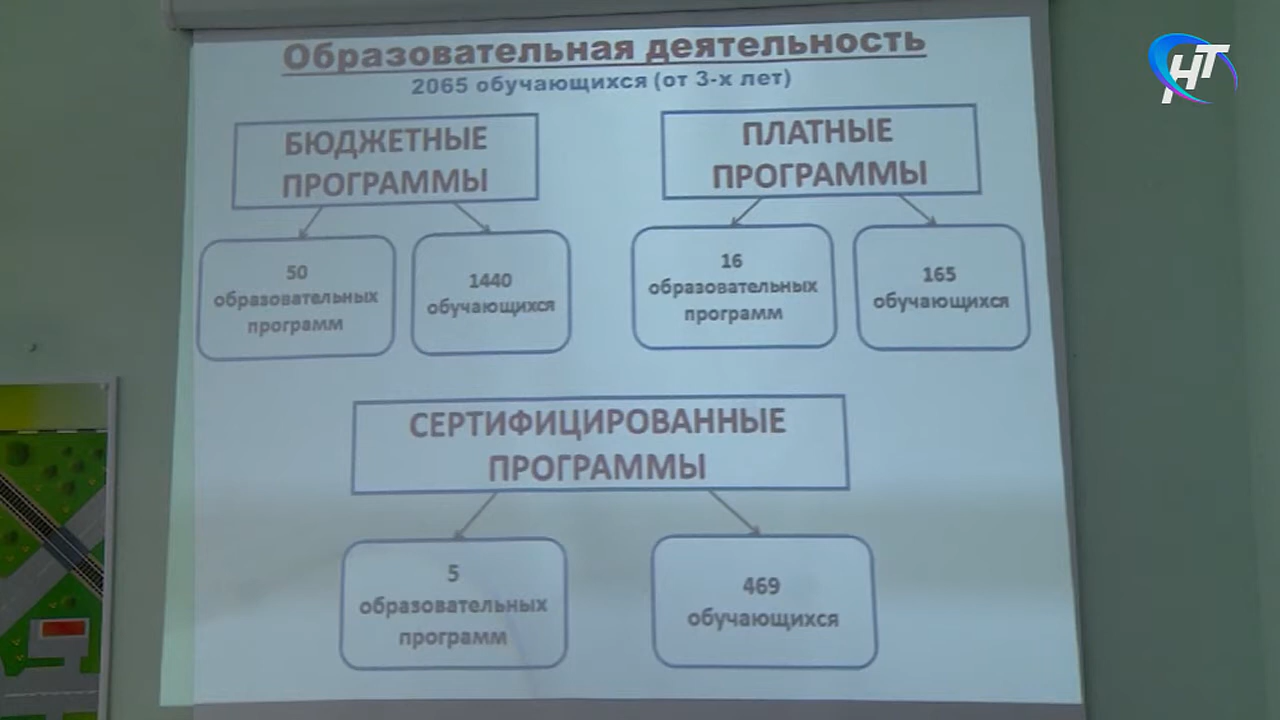 Образовательная деятельность
2065 обучающихся (от 3-х лет)
БЮДЖЕТНЫЕ
ПРОГРАММЫ
50
образовательных
программ
1440
обучающихся
ПЛАТНЫЕ
ПРОГРАММЫ
16
образовательных
программ
165
обучающихся
СЕРТИФИЦИРОВАННЫЕ
ПРОГРАММЫ
5
образовательных
программ
469
обучающихся
НТ